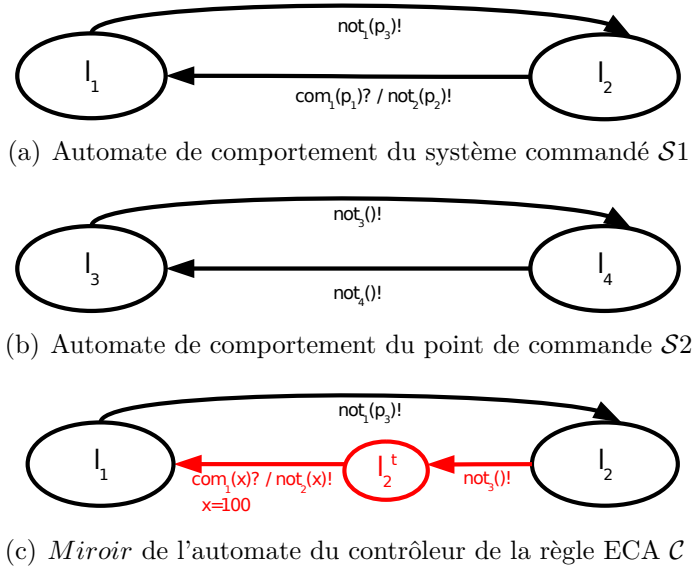 not₁(p₃)!
l₁
l₂
com₁(p₁)? / not₂(p₂)!
(a) Automate de comportement du système commandé S1
not₃()!
l₃
l₄
not₄()!
(b) Automate de comportement du point de commande S2
not₁(p₃)!
l₁
l₂ᵗ
l₂
com₁(x)? / not₂(x)!
not₃()!
x=100
(c) Miroir de l'automate du contrôleur de la règle ECA C